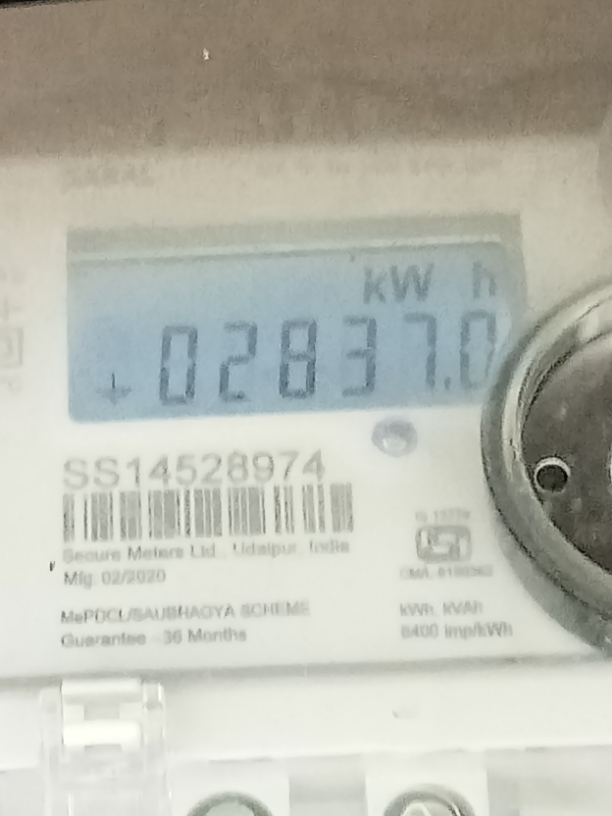 kW h
02837.0
SS14528974
Secure Meters Ltd., Udaipur, India
Mfg. 02/2020
MePDCL/SAUBHAGYA SCHEME
Guarantee - 36 Months
kWh, kVAh
6400 imp/kWh